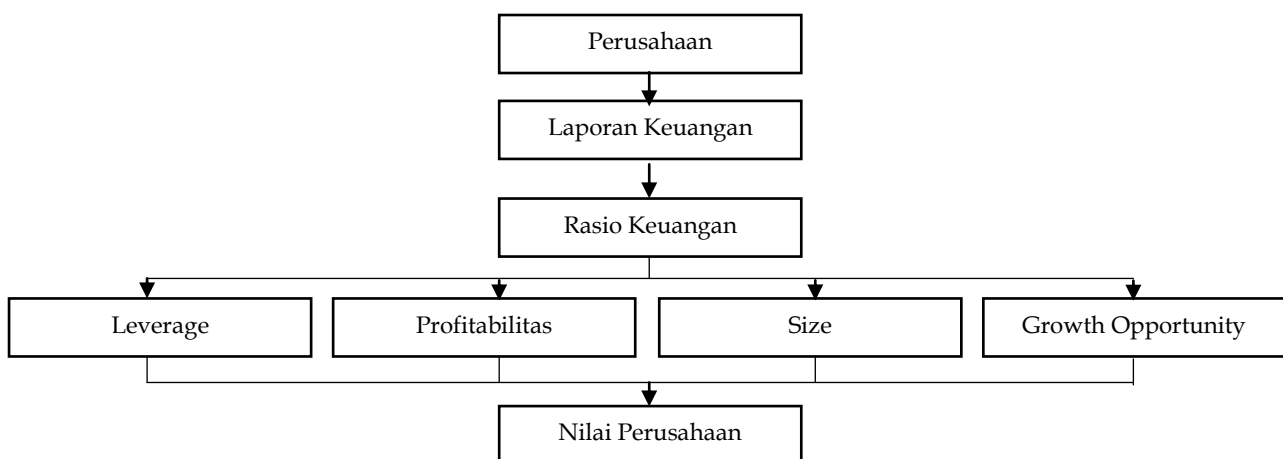 Perusahaan
Laporan Keuangan
Rasio Keuangan
Leverage
Profitabilitas
Size
Growth Opportunity
Nilai Perusahaan